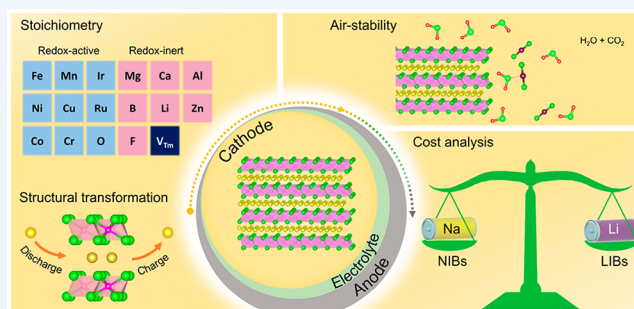 Stoichiometry
Redox-active Redox-inert
Fe Mn Ir Mg Ca Al
Ni Cu Ru B Li Zn
Co Cr O F V_Tm
Air-stability
H₂O + CO₂
Cathode
Electrolyte
Anode
Structural transformation
Discharge
Charge
Cost analysis
Na
NIBs
Li
LIBs